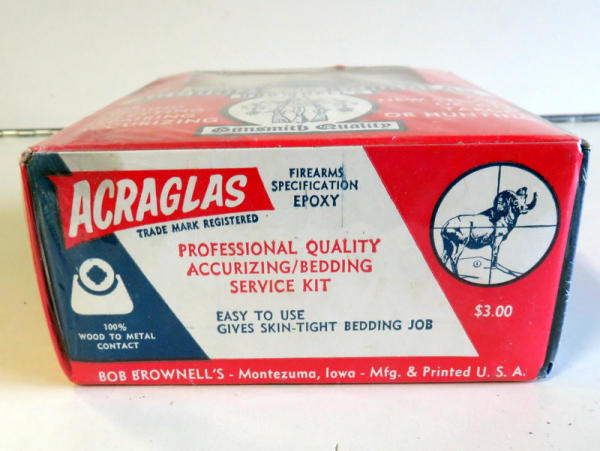 Gunsmith Quality
OR HUNTING
ACRAGLAS
TRADE MARK REGISTERED
FIREARMS
SPECIFICATION
EPOXY
PROFESSIONAL QUALITY
ACCURIZING/BEDDING
SERVICE KIT
EASY TO USE
GIVES SKIN-TIGHT BEDDING JOB
100%
WOOD TO METAL
CONTACT
$3.00
BOB BROWNELL'S - Montezuma, Iowa - Mfg. & Printed U. S. A.